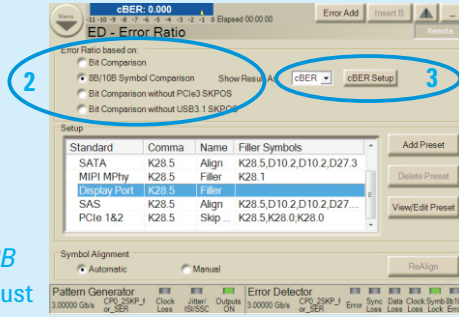 Menu
cBER: 0.000
-11 -10 -9 -8 -7 -6 -5 -4 -3 -2 -1 0 Elapsed 00:00:00
Error Add
Insert B
ED - Error Ratio
Remote
Error Ratio based on:
Bit Comparison
8B/10B Symbol Comparison
Show Result As:
cBER
cBER Setup
Bit Comparison without PCIe3 SKPOS
Bit Comparison without USB3.1 SKPOS
2
3
Setup
Standard Comma Name Filler Symbols
SATA K28.5 Align K28.5,D10.2,D10.2,D27.3
MIPI MPhy K28.5 Filler K28.1
Display Port K28.5 Filler
SAS K28.5 Align K28.5,D10.2,D10.2,D27....
PCIe 1&2 K28.5 Skip ... K28.5,K28.0,K28.0
Add Preset
Delete Preset
View/Edit Preset
Symbol Alignment
Automatic
Manual
ReAlign
0B
ust
Pattern Generator
3.00000 Gb/s
CP0_2SKP_f
or_SER
Clock
Loss
Jitter/
ISI/SSC
Outputs
ON
Error Detector
3.00000 Gb/s
CP0_2SKP_f
or_SER
Error
Sync
Loss
Data
Loss
Clock
Loss
Symb
Lock
8b10
Erro